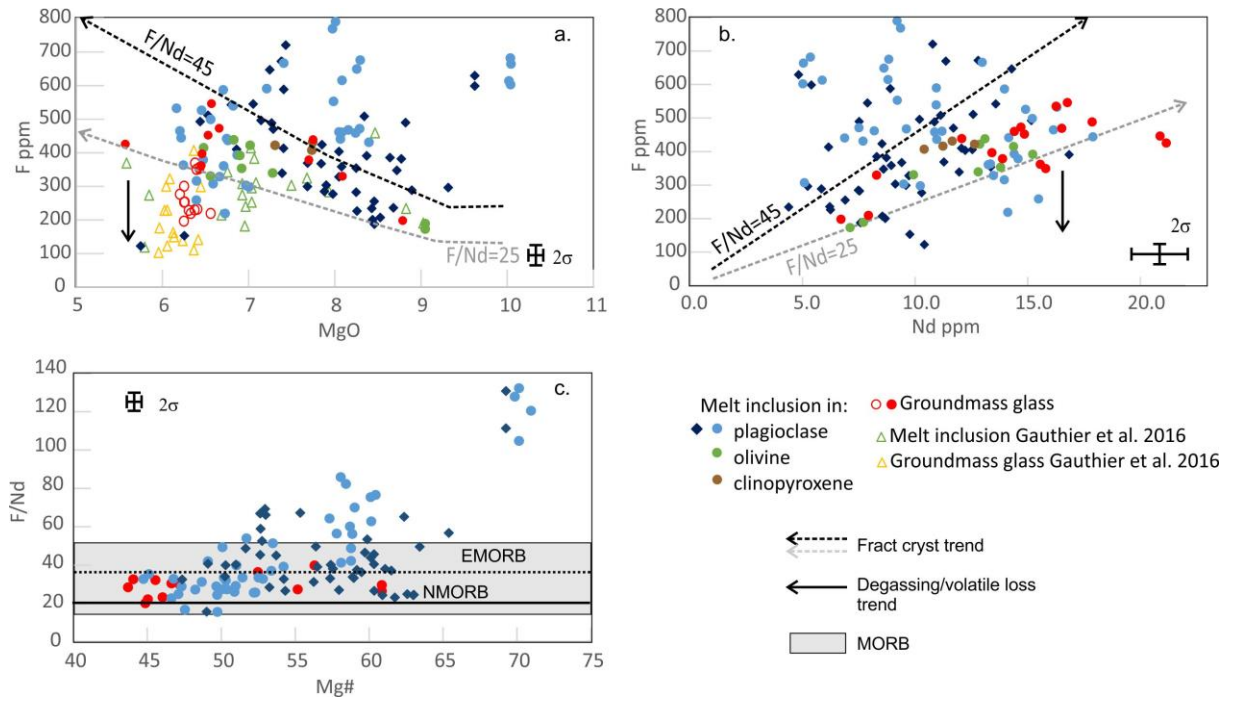 800
700
600
500
400
300
200
100
0
F ppm
a.
F/Nd=45
F/Nd=25
2σ
5 6 7 8 9 10 11
MgO
800
700
600
500
400
300
200
100
0
F ppm
b.
F/Nd=45
F/Nd=25
2σ
0.0 5.0 10.0 15.0 20.0
Nd ppm
140
120
100
80
60
40
20
0
F/Nd
c.
2σ
EMORB
NMORB
40 45 50 55 60 65 70 75
Mg#
Melt inclusion in:
plagioclase
olivine
clinopyroxene
Groundmass glass
Melt inclusion Gauthier et al. 2016
Groundmass glass Gauthier et al. 2016
Fract cryst trend
Degassing/volatile loss
trend
MORB